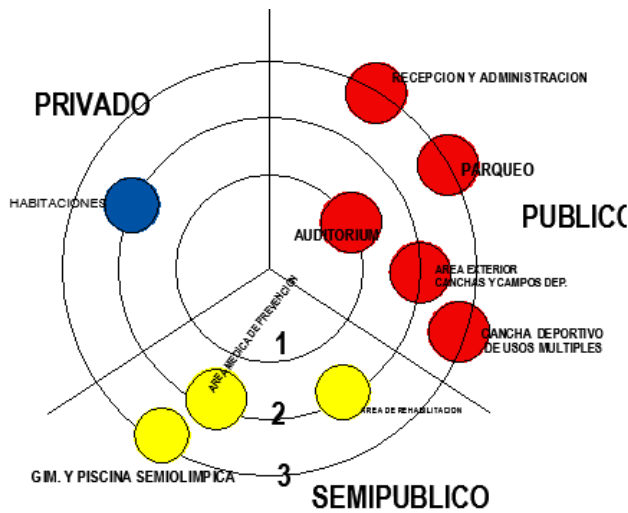 RECEPCION Y ADMINISTRACION
PRIVADO
PARQUEO
HABITACIONES
PUBLICO
AUDITORIUM
AREA EXTERIOR
CANCHAS Y CAMPOS DEP.
AREA MEDICA DE PREVENCION
CANCHA DEPORTIVO
DE USOS MULTIPLES
1
2
AREA DE REHABILITACION
3
GIM. Y PISCINA SEMIOLIMPICA
SEMIPUBLICO